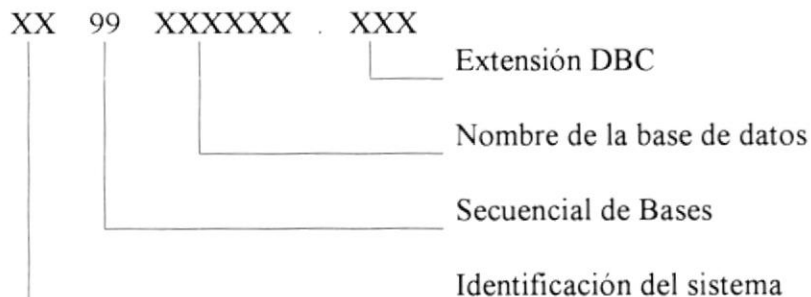 XX 99 XXXXXX . XXX
Extensión DBC
Nombre de la base de datos
Secuencial de Bases
Identificación del sistema